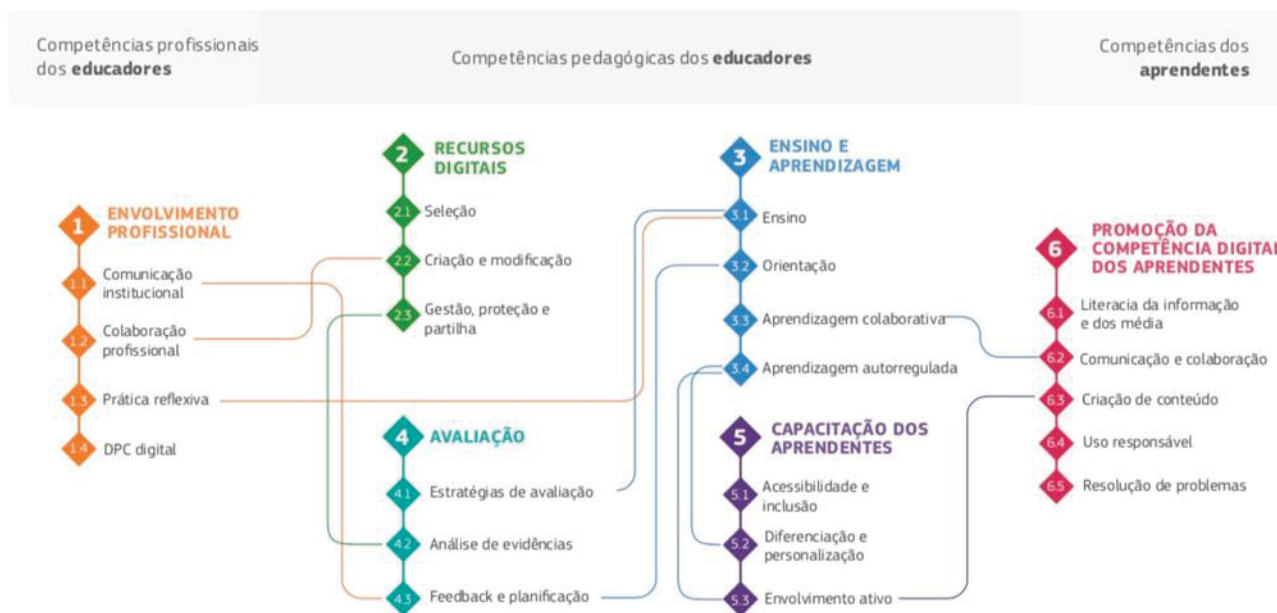 Competências profissionais
dos educadores
Competências pedagógicas dos educadores
Competências dos
aprendentes
1
ENVOLVIMENTO
PROFISSIONAL
1.1
Comunicação
institucional
1.2
Colaboração
profissional
1.3
Prática reflexiva
1.4
DPC digital
2
RECURSOS
DIGITAIS
2.1
Seleção
2.2
Criação e modificação
2.3
Gestão, proteção e
partilha
3
ENSINO E
APRENDIZAGEM
3.1
Ensino
3.2
Orientação
3.3
Aprendizagem colaborativa
3.4
Aprendizagem autorregulada
4
AVALIAÇÃO
4.1
Estratégias de avaliação
4.2
Análise de evidências
4.3
Feedback e planificação
5
CAPACITAÇÃO DOS
APRENDENTES
5.1
Acessibilidade e
inclusão
5.2
Diferenciação e
personalização
5.3
Envolvimento ativo
6
PROMOÇÃO DA
COMPETÊNCIA DIGITAL
DOS APRENDENTES
6.1
Literacia da informação
e dos média
6.2
Comunicação e colaboração
6.3
Criação de conteúdo
6.4
Uso responsável
6.5
Resolução de problemas